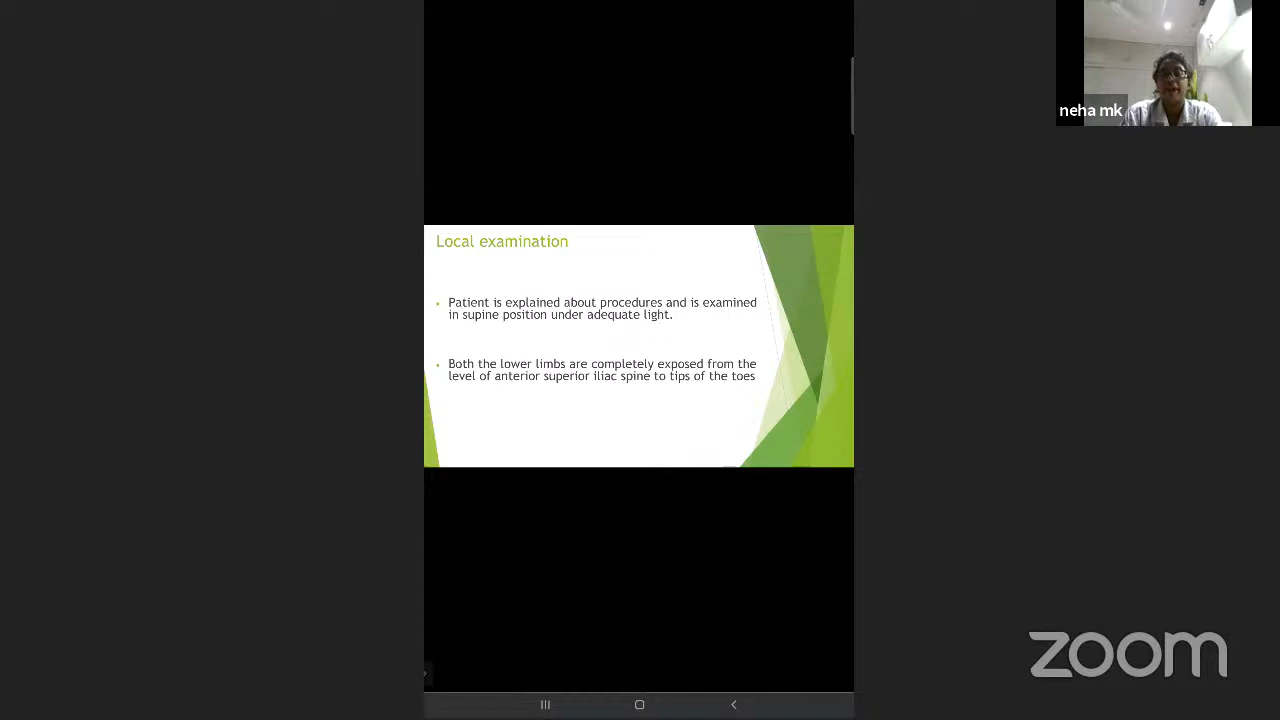 neha mk
Local examination
Patient is explained about procedures and is examined
in supine position under adequate light.
Both the lower limbs are completely exposed from the
level of anterior superior iliac spine to tips of the toes
zoom